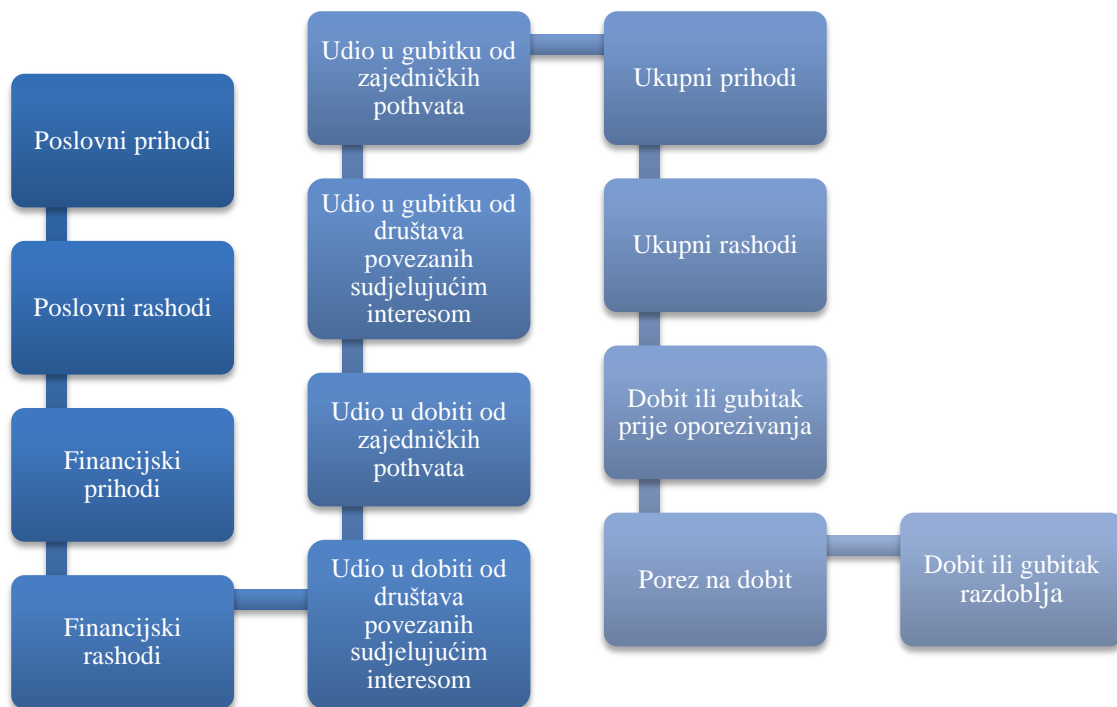 Poslovni prihodi
Poslovni rashodi
Financijski
prihodi
Financijski
rashodi
Udio u dobiti od
društava
povezanih
sudjelujućim
interesom
Udio u dobiti od
zajedničkih
pothvata
Udio u gubitku od
društava
povezanih
sudjelujućim
interesom
Udio u gubitku od
zajedničkih
pothvata
Ukupni prihodi
Ukupni rashodi
Dobit ili gubitak
prije oporezivanja
Porez na dobit
Dobit ili gubitak
razdoblja